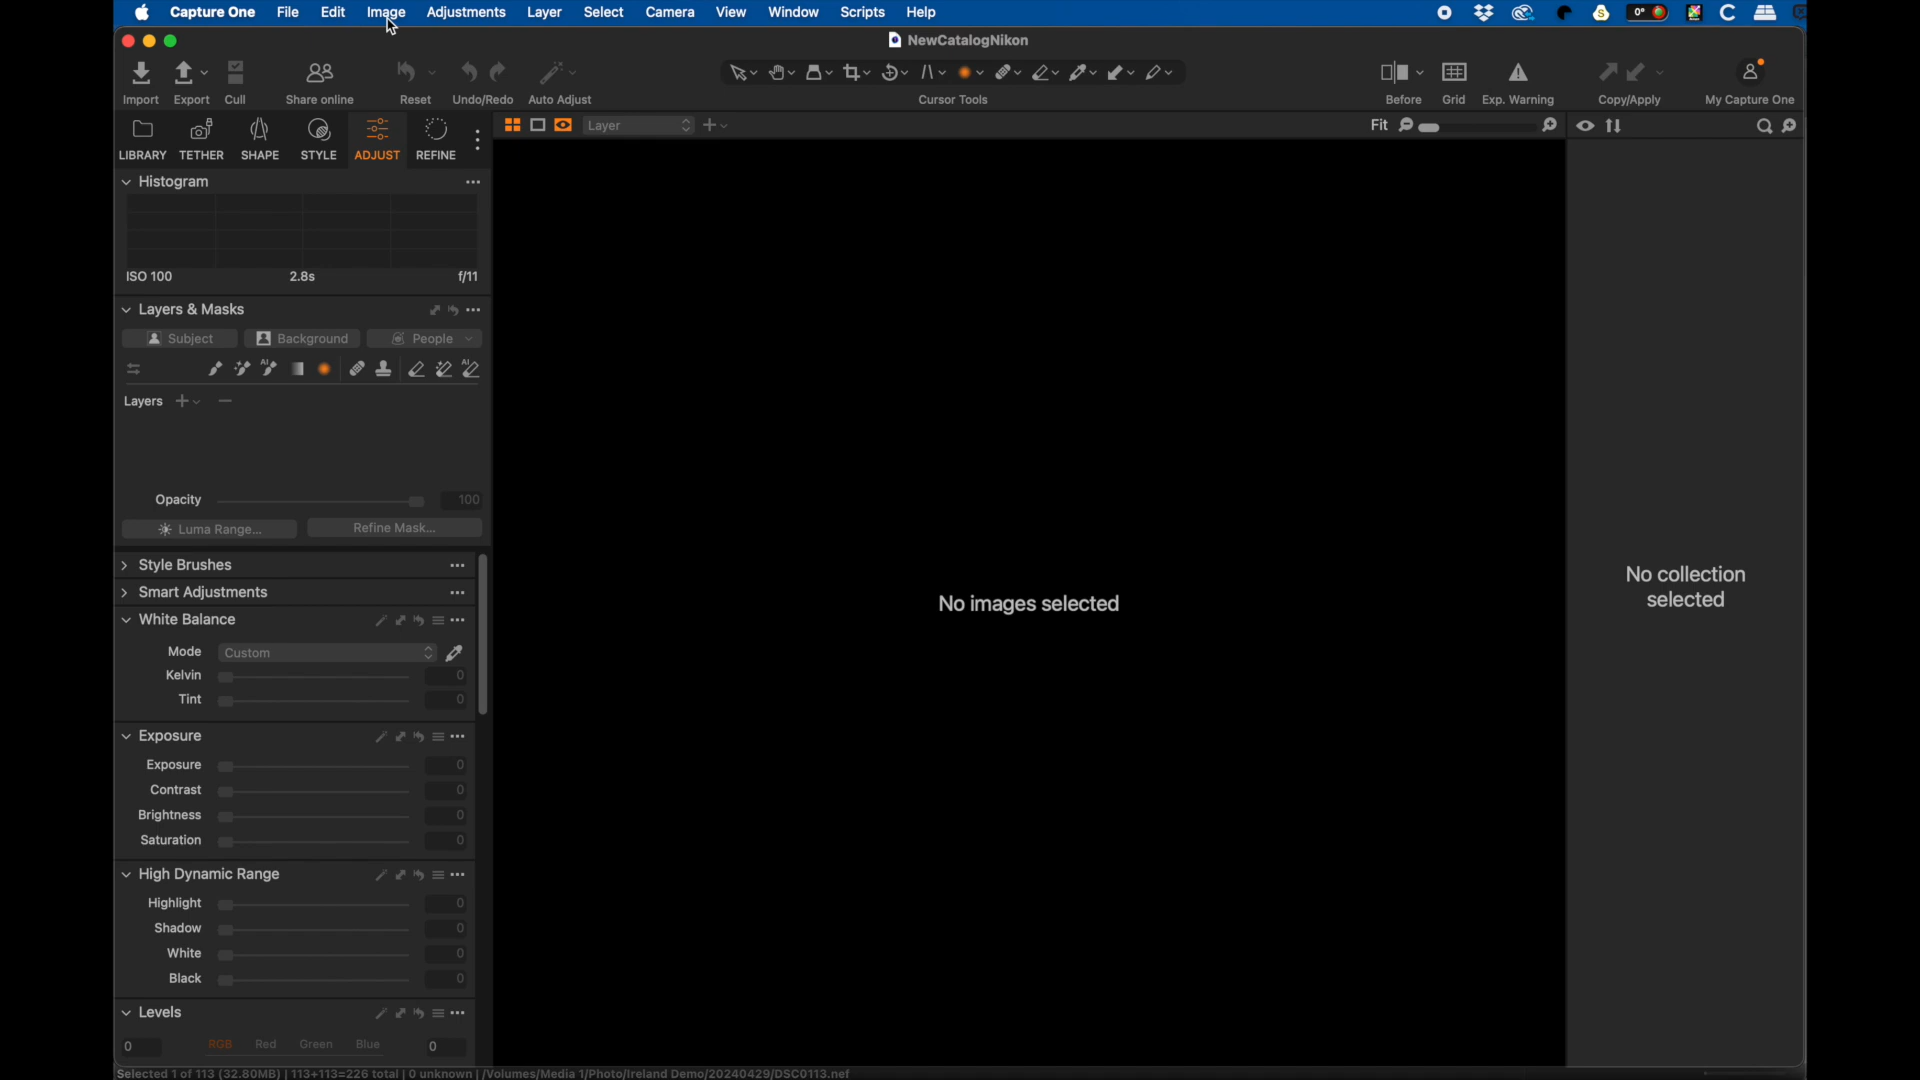 Capture One File Edit Image Adjustments Layer Select Camera View Window Scripts Help 0°
NewCatalogNikon
Import Export Cull Share online Reset Undo/Redo Auto Adjust Cursor Tools Before Grid Exp. Warning Copy/Apply My Capture One
LIBRARY TETHER SHAPE STYLE ADJUST REFINE
Layer Fit
Histogram
ISO 100 2.8s f/11
Layers & Masks
Subject Background People
AI AI
Layers
Opacity 100
Luma Range... Refine Mask...
Style Brushes
Smart Adjustments
White Balance
Mode Custom
Kelvin 0
Tint 0
Exposure
Exposure 0
Contrast 0
Brightness 0
Saturation 0
High Dynamic Range
Highlight 0
Shadow 0
White 0
Black 0
Levels
0 RGB Red Green Blue 0
No images selected
No collection
selected
Selected 1 of 113 (32.80MB) | 113+113=226 total | 0 unknown | /Volumes/Media 1/Photo/Ireland Demo/20240429/DSC0113.nef